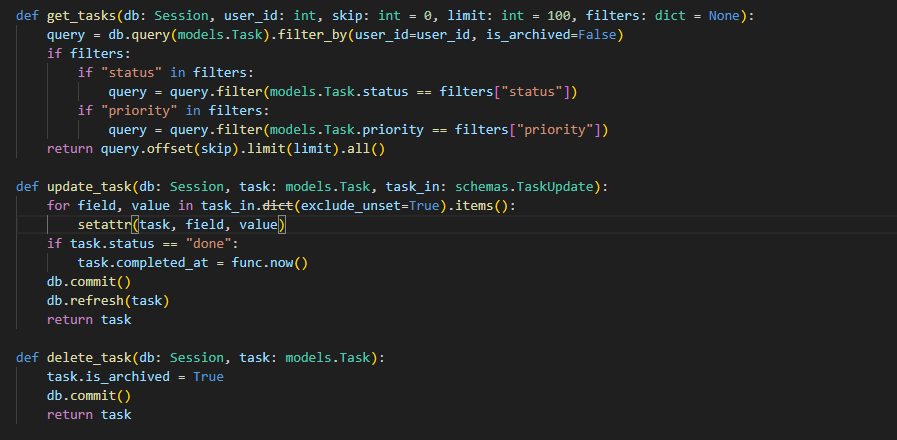 def get_tasks(db: Session, user_id: int, skip: int = 0, limit: int = 100, filters: dict = None):
    query = db.query(models.Task).filter_by(user_id=user_id, is_archived=False)
    if filters:
        if "status" in filters:
            query = query.filter(models.Task.status == filters["status"])
        if "priority" in filters:
            query = query.filter(models.Task.priority == filters["priority"])
    return query.offset(skip).limit(limit).all()

def update_task(db: Session, task: models.Task, task_in: schemas.TaskUpdate):
    for field, value in task_in.dict(exclude_unset=True).items():
        setattr(task, field, value)
    if task.status == "done":
        task.completed_at = func.now()
    db.commit()
    db.refresh(task)
    return task

def delete_task(db: Session, task: models.Task):
    task.is_archived = True
    db.commit()
    return task